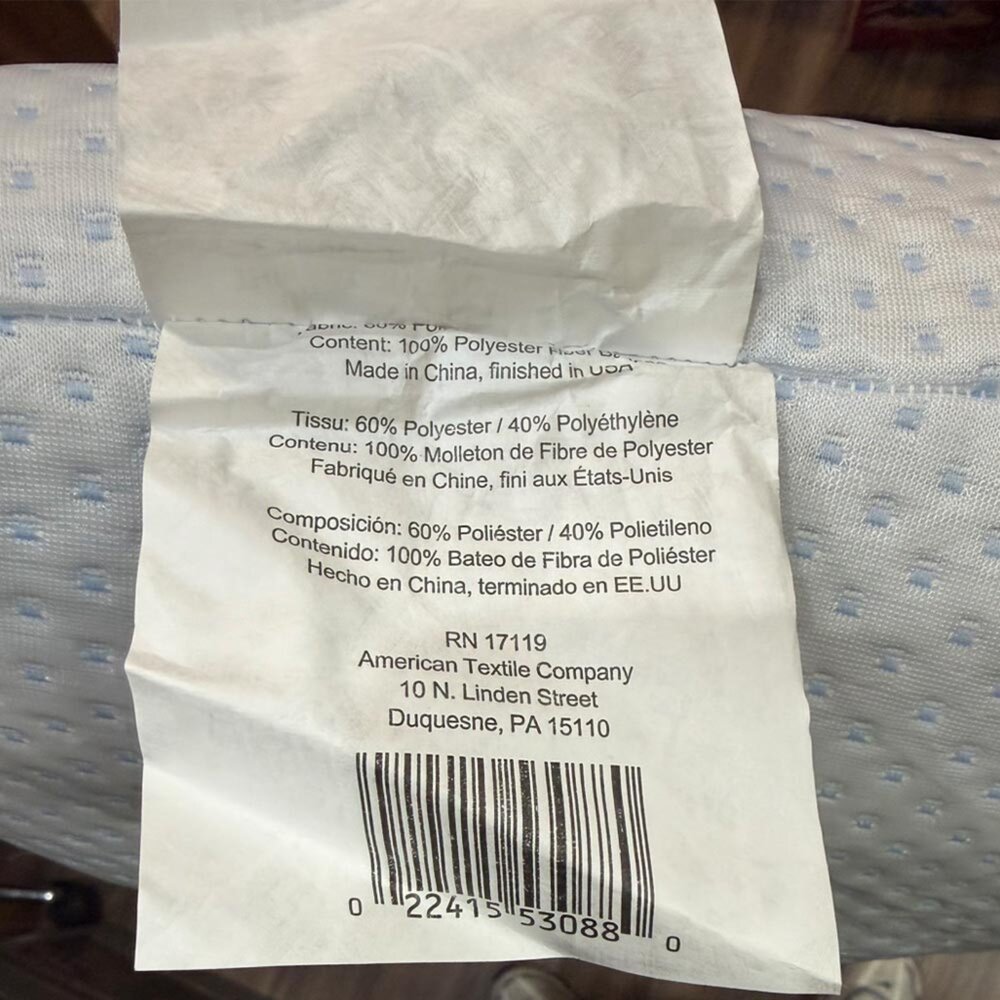 Content: 100% Polyester
Made in China, finished in USA
Tissu: 60% Polyester / 40% Polyéthylène
Contenu: 100% Molleton de Fibre de Polyester
Fabriqué en Chine, fini aux États-Unis
Composición: 60% Poliéster / 40% Polietileno
Contenido: 100% Bateo de Fibra de Poliéster
Hecho en China, terminado en EE.UU
RN 17119
American Textile Company
10 N. Linden Street
Duquesne, PA 15110
0 22415 53088 0